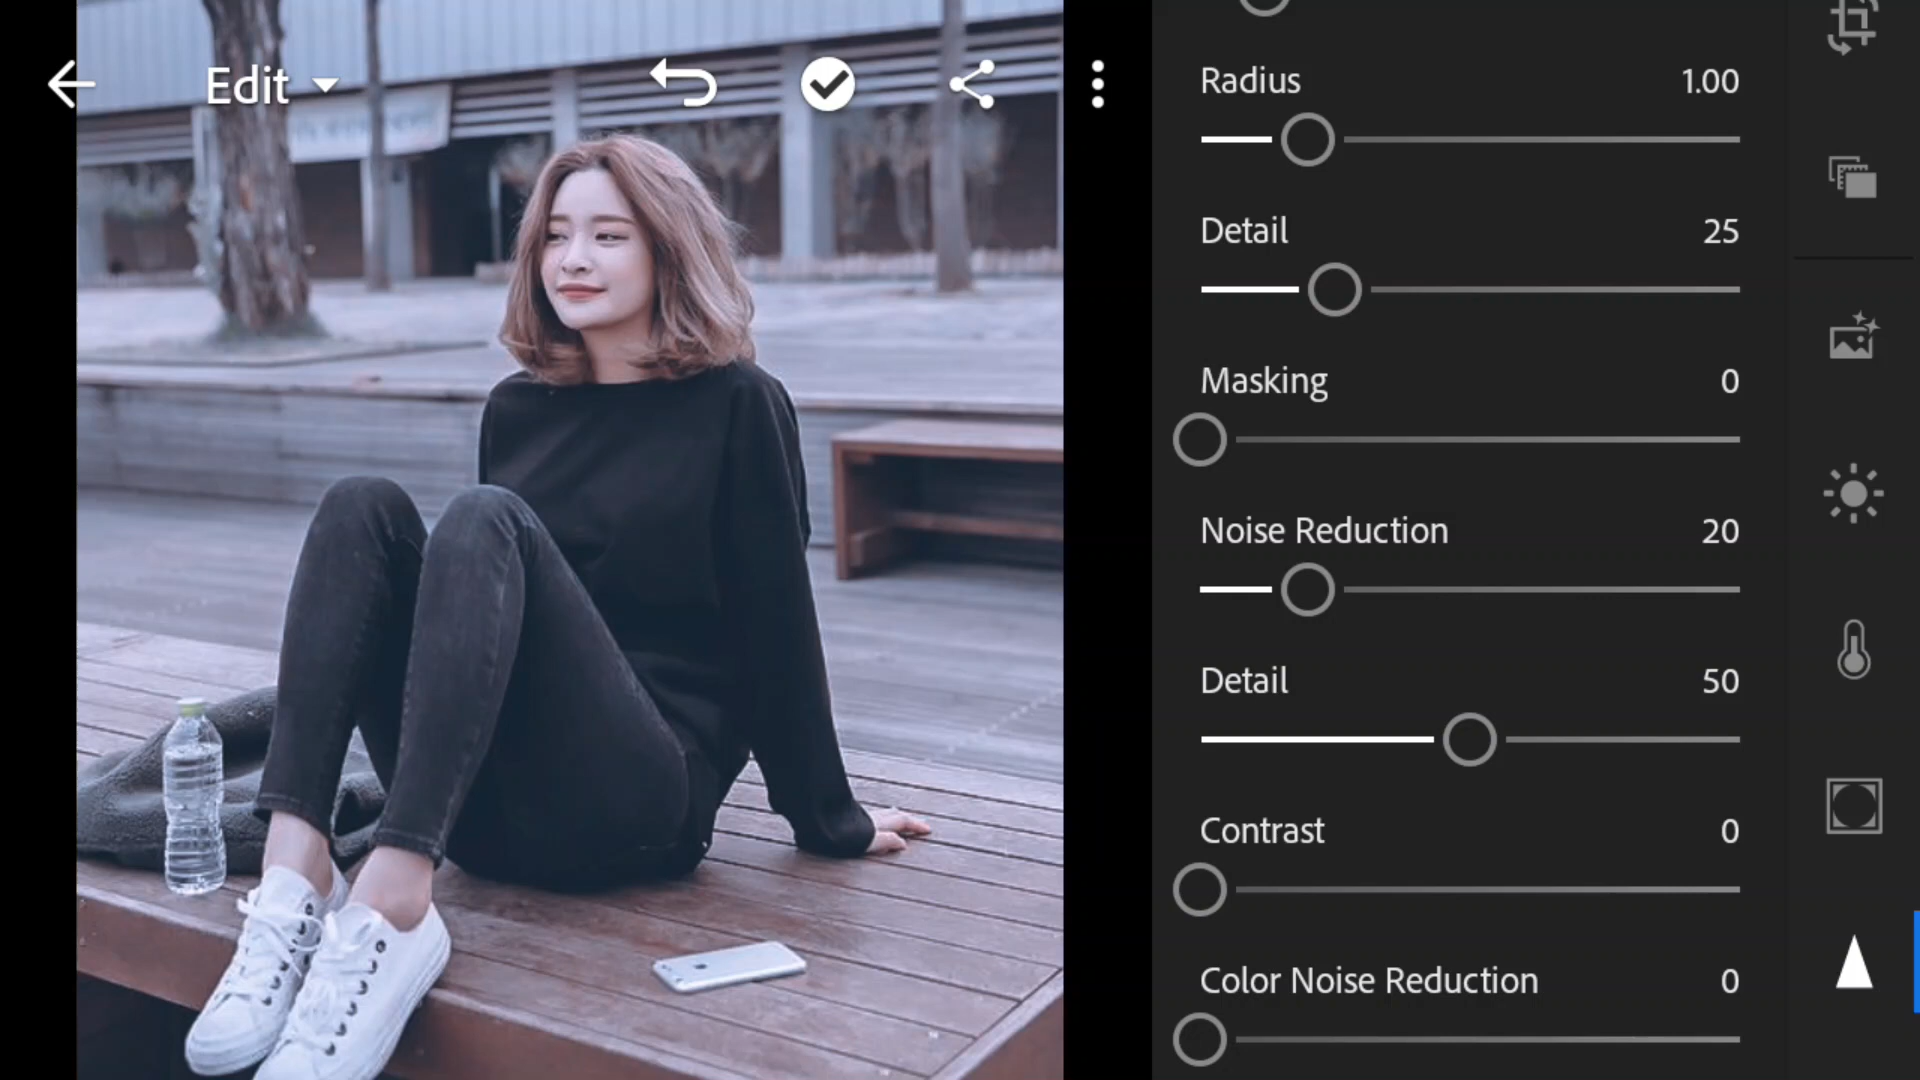 Edit
Radius 1.00
Detail 25
Masking 0
Noise Reduction 20
Detail 50
Contrast 0
Color Noise Reduction 0